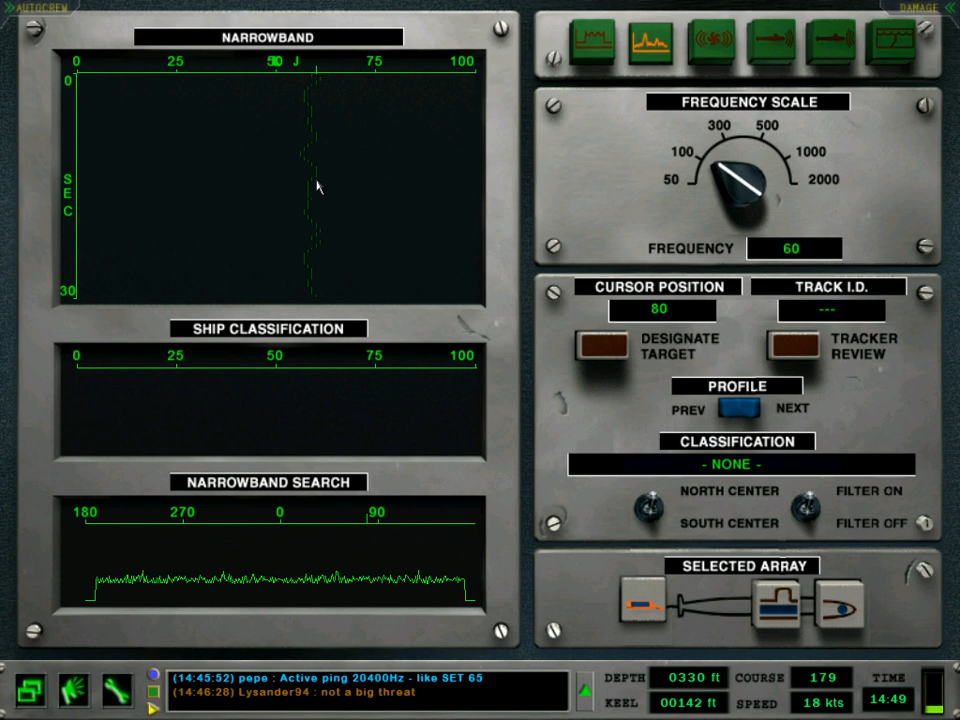 AUTOCREW
DAMAGE
NARROWBAND
0 25 50 J 75 100
0
SEC
30
SHIP CLASSIFICATION
0 25 50 75 100
NARROWBAND SEARCH
180 270 0 90
FREQUENCY SCALE
50 100 300 500 1000 2000
FREQUENCY 60
CURSOR POSITION TRACK I.D.
80 ---
DESIGNATE TARGET
TRACKER REVIEW
PROFILE
PREV NEXT
CLASSIFICATION
- NONE -
NORTH CENTER FILTER ON
SOUTH CENTER FILTER OFF
SELECTED ARRAY
(14:45:52) pepe : Active ping 20400Hz - like SET 65
(14:46:28) Lysander94 : not a big threat
DEPTH 0330 ft COURSE 179 TIME
KEEL 00142 ft SPEED 18 kts 14:49